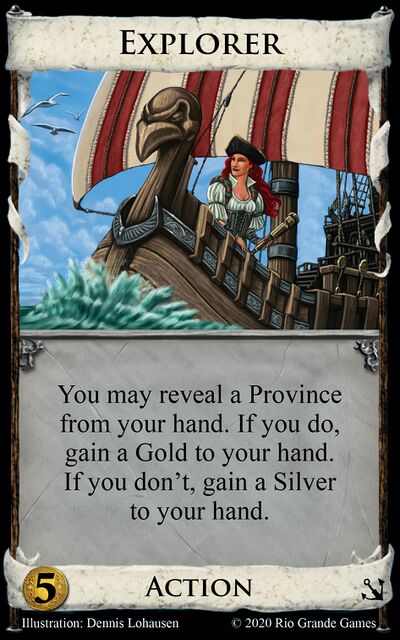 Explorer
You may reveal a Province
from your hand. If you do,
gain a Gold to your hand.
If you don't, gain a Silver
to your hand.
5 Action
Illustration: Dennis Lohausen © 2020 Rio Grande Games